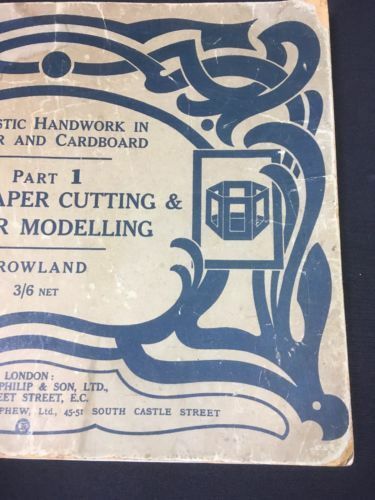 STIC HANDWORK IN
R AND CARDBOARD
PART 1
APER CUTTING &
R MODELLING
ROWLAND
3/6 NET
LONDON:
PHILIP & SON, LTD.,
EET STREET, E.C.
PHEW, Ltd., 45-51 SOUTH CASTLE STREET